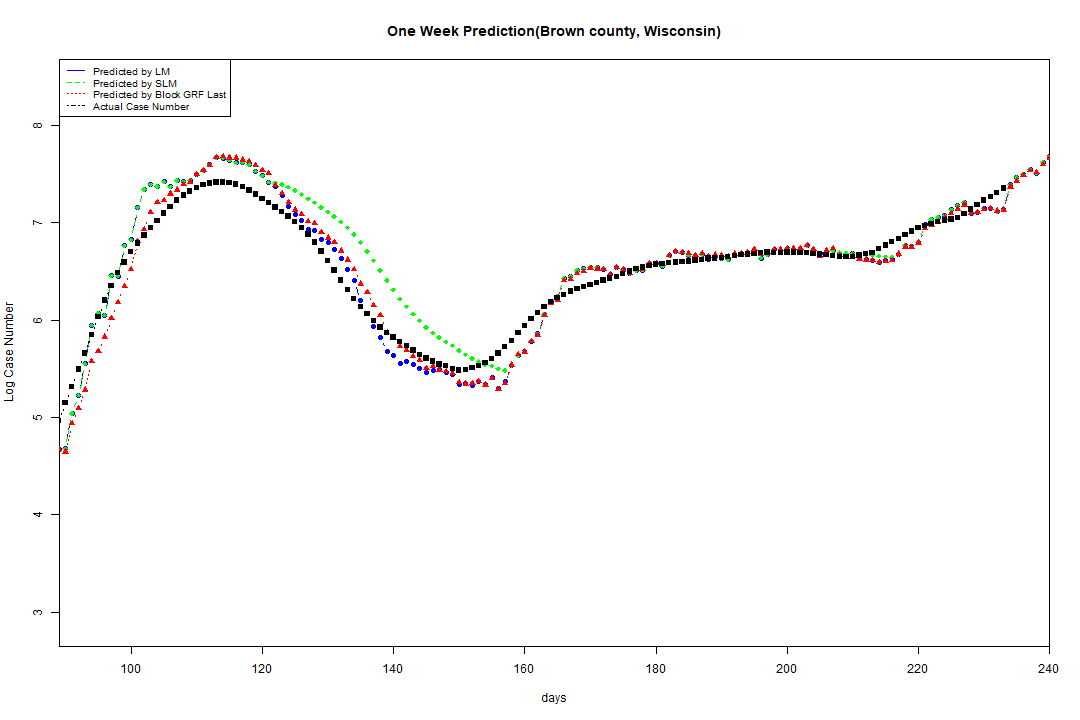 One Week Prediction(Brown county, Wisconsin)
Predicted by LM
Predicted by SLM
Predicted by Block GRF Last
Actual Case Number
8
7
6
5
4
3
Log Case Number
100 120 140 160 180 200 220 240
days